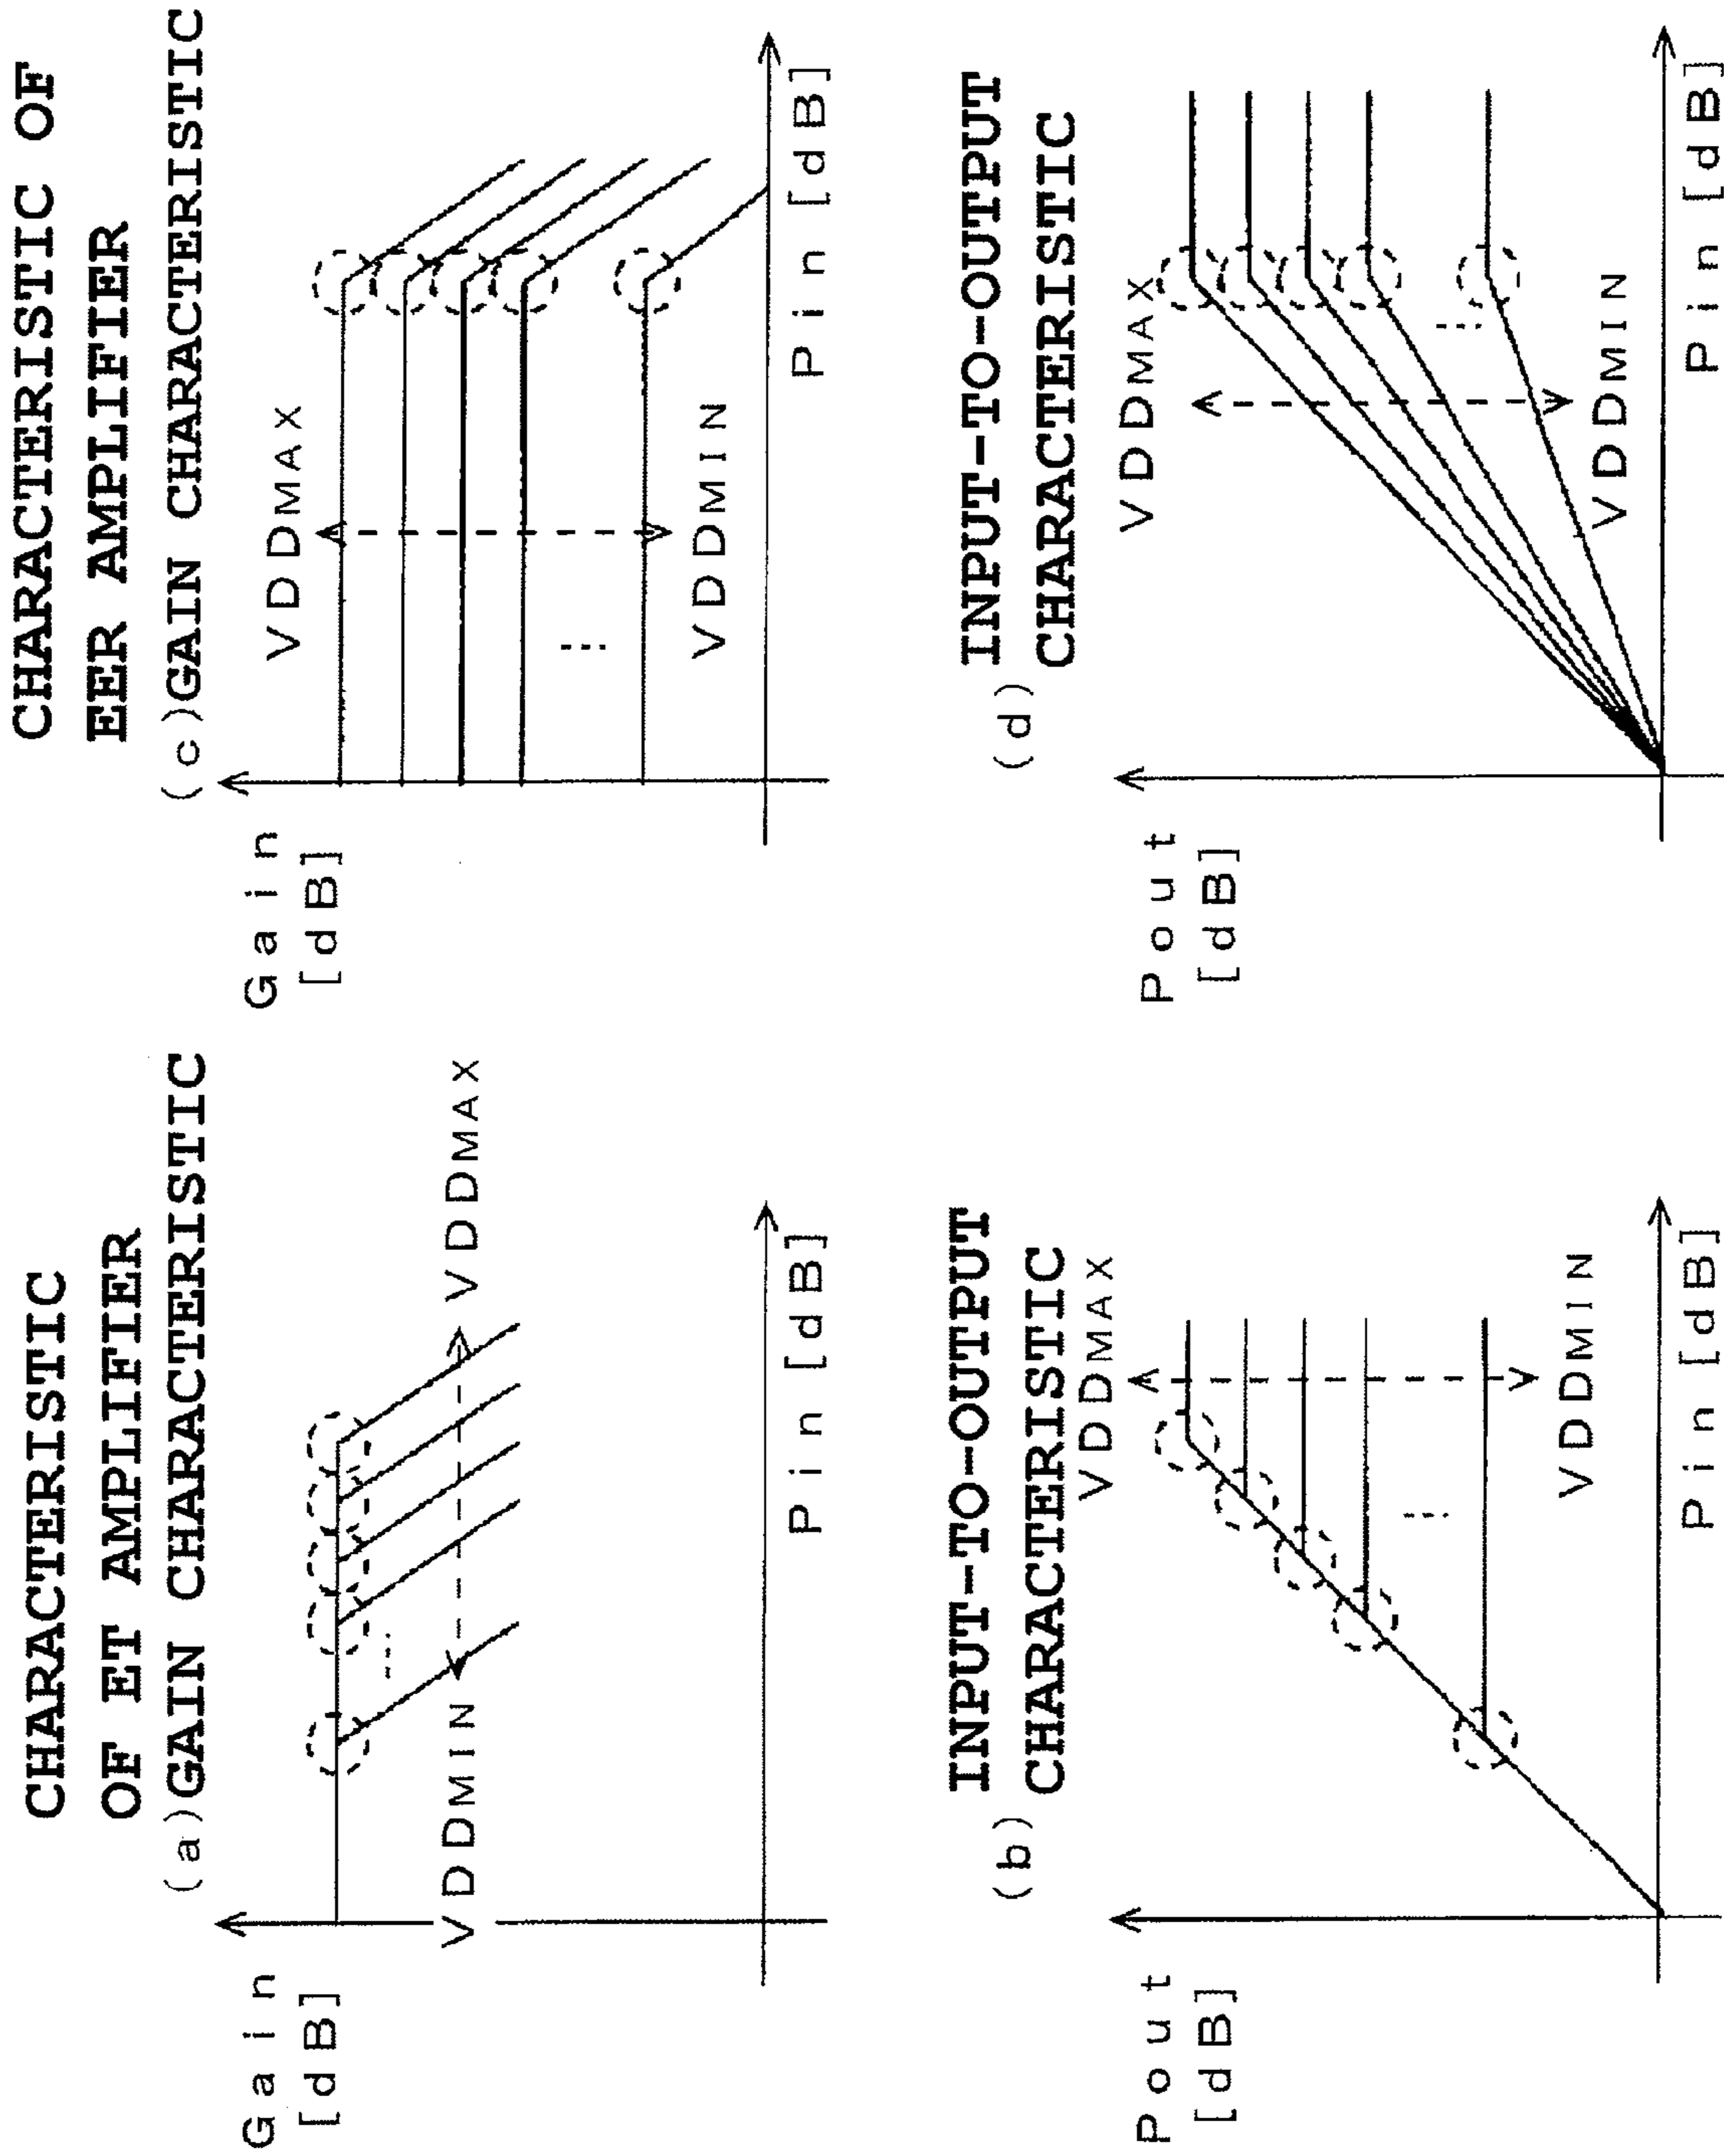 CHARACTERISTIC
OF ET AMPLIFIER
(a)GAIN CHARACTERISTIC
Gain
[dB]
VDDMIN
VDDMAX
...
Pin [dB]
INPUT-TO-OUTPUT
(b) CHARACTERISTIC
Pout
[dB]
VDDMAX
...
VDDMIN
Pin [dB]
CHARACTERISTIC OF
EER AMPLIFIER
(c)GAIN CHARACTERISTIC
Gain
[dB]
VDDMAX
...
VDDMIN
Pin [dB]
INPUT-TO-OUTPUT
(d) CHARACTERISTIC
Pout
[dB]
VDDMAX
...
VDDMIN
Pin [dB]